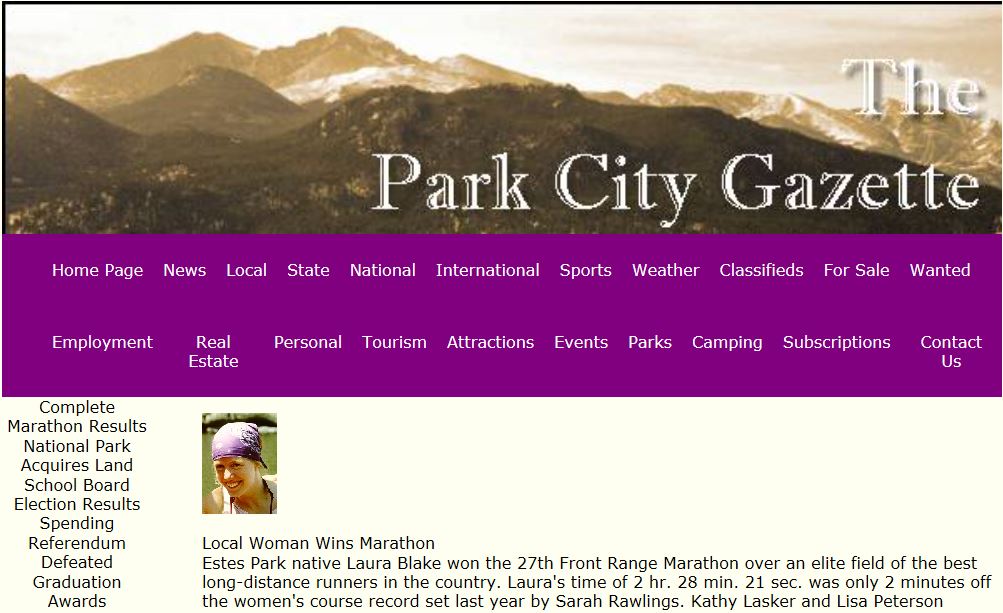 The
Park City Gazette
Home Page News Local State National International Sports Weather Classifieds For Sale Wanted
Employment Real Estate Personal Tourism Attractions Events Parks Camping Subscriptions Contact Us
Complete
Marathon Results
National Park
Acquires Land
School Board
Election Results
Spending
Referendum
Defeated
Graduation
Awards
Local Woman Wins Marathon
Estes Park native Laura Blake won the 27th Front Range Marathon over an elite field of the best
long-distance runners in the country. Laura's time of 2 hr. 28 min. 21 sec. was only 2 minutes off
the women's course record set last year by Sarah Rawlings. Kathy Lasker and Lisa Peterson